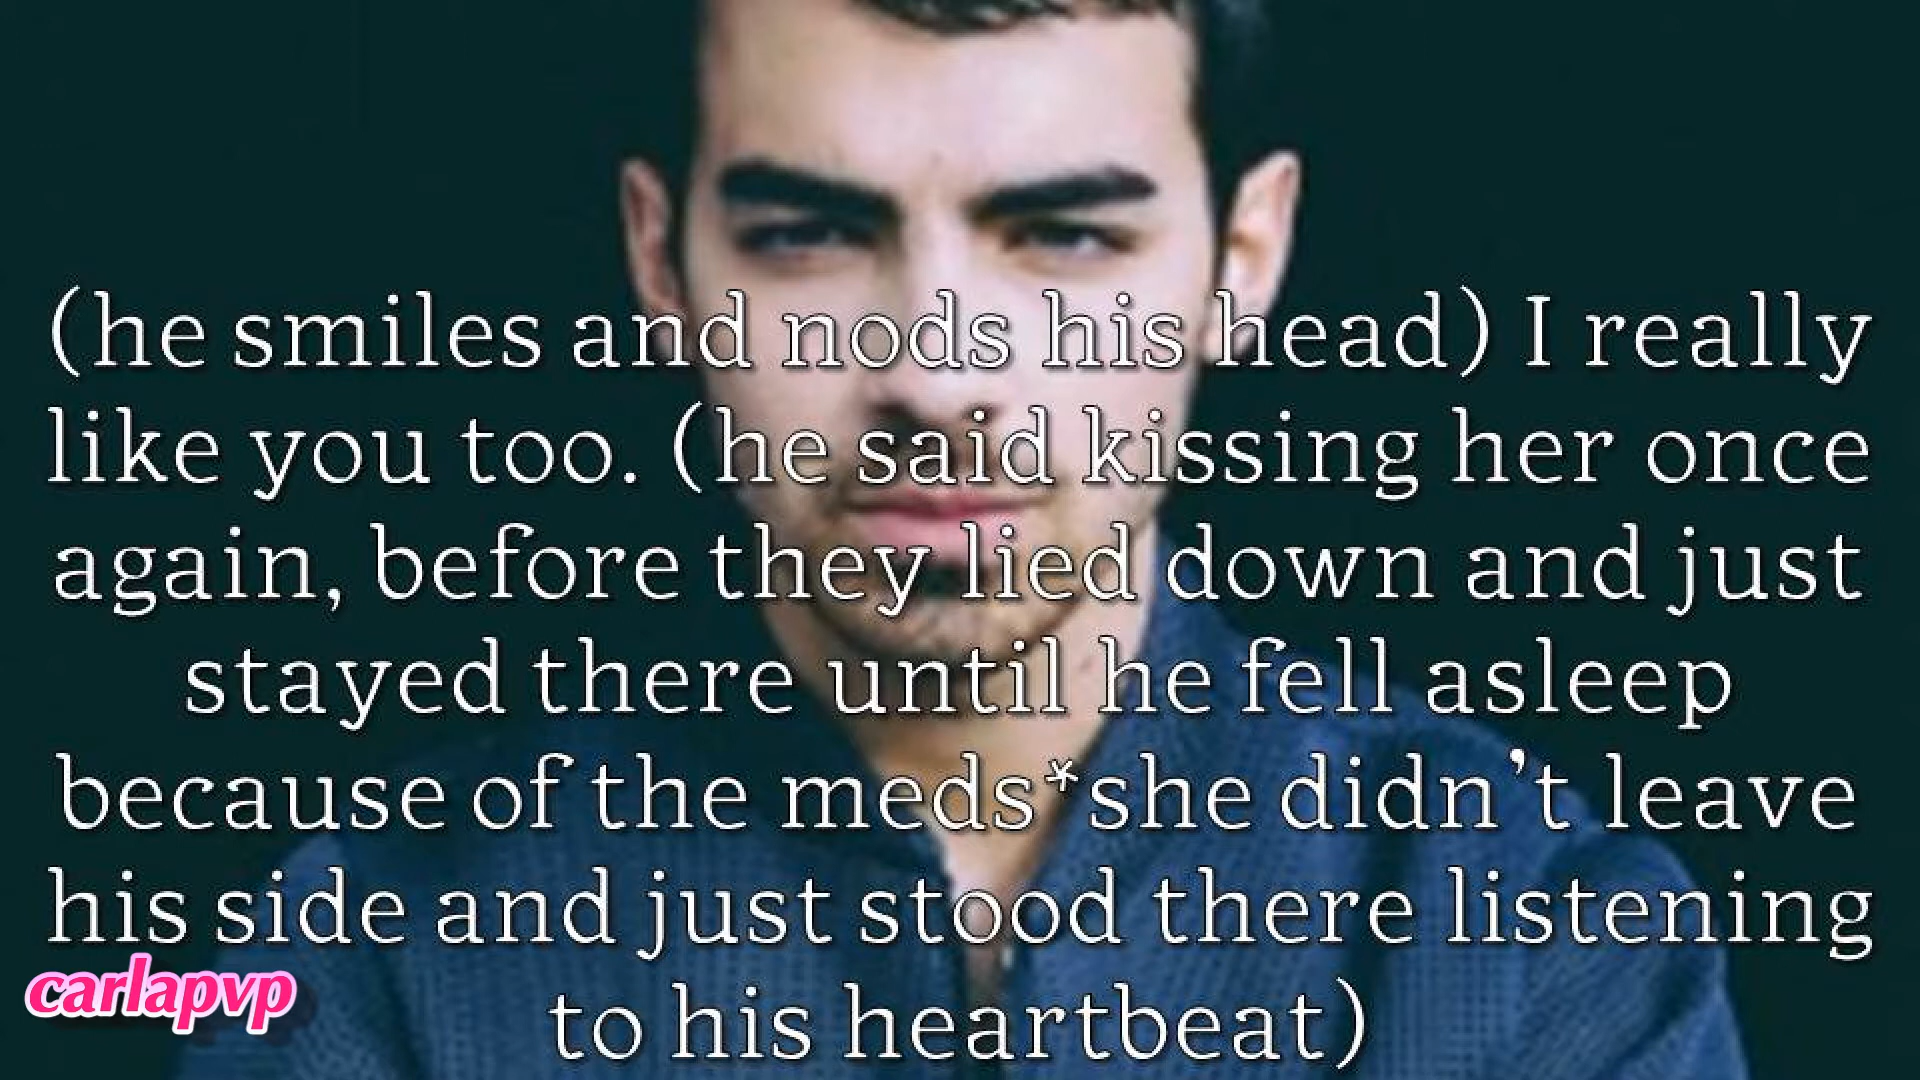 (he smiles and nods his head) I really
like you too. (he said kissing her once
again, before they lied down and just
stayed there until he fell asleep
because of the meds*she didn't leave
his side and just stood there listening
to his heartbeat)
carlapvp